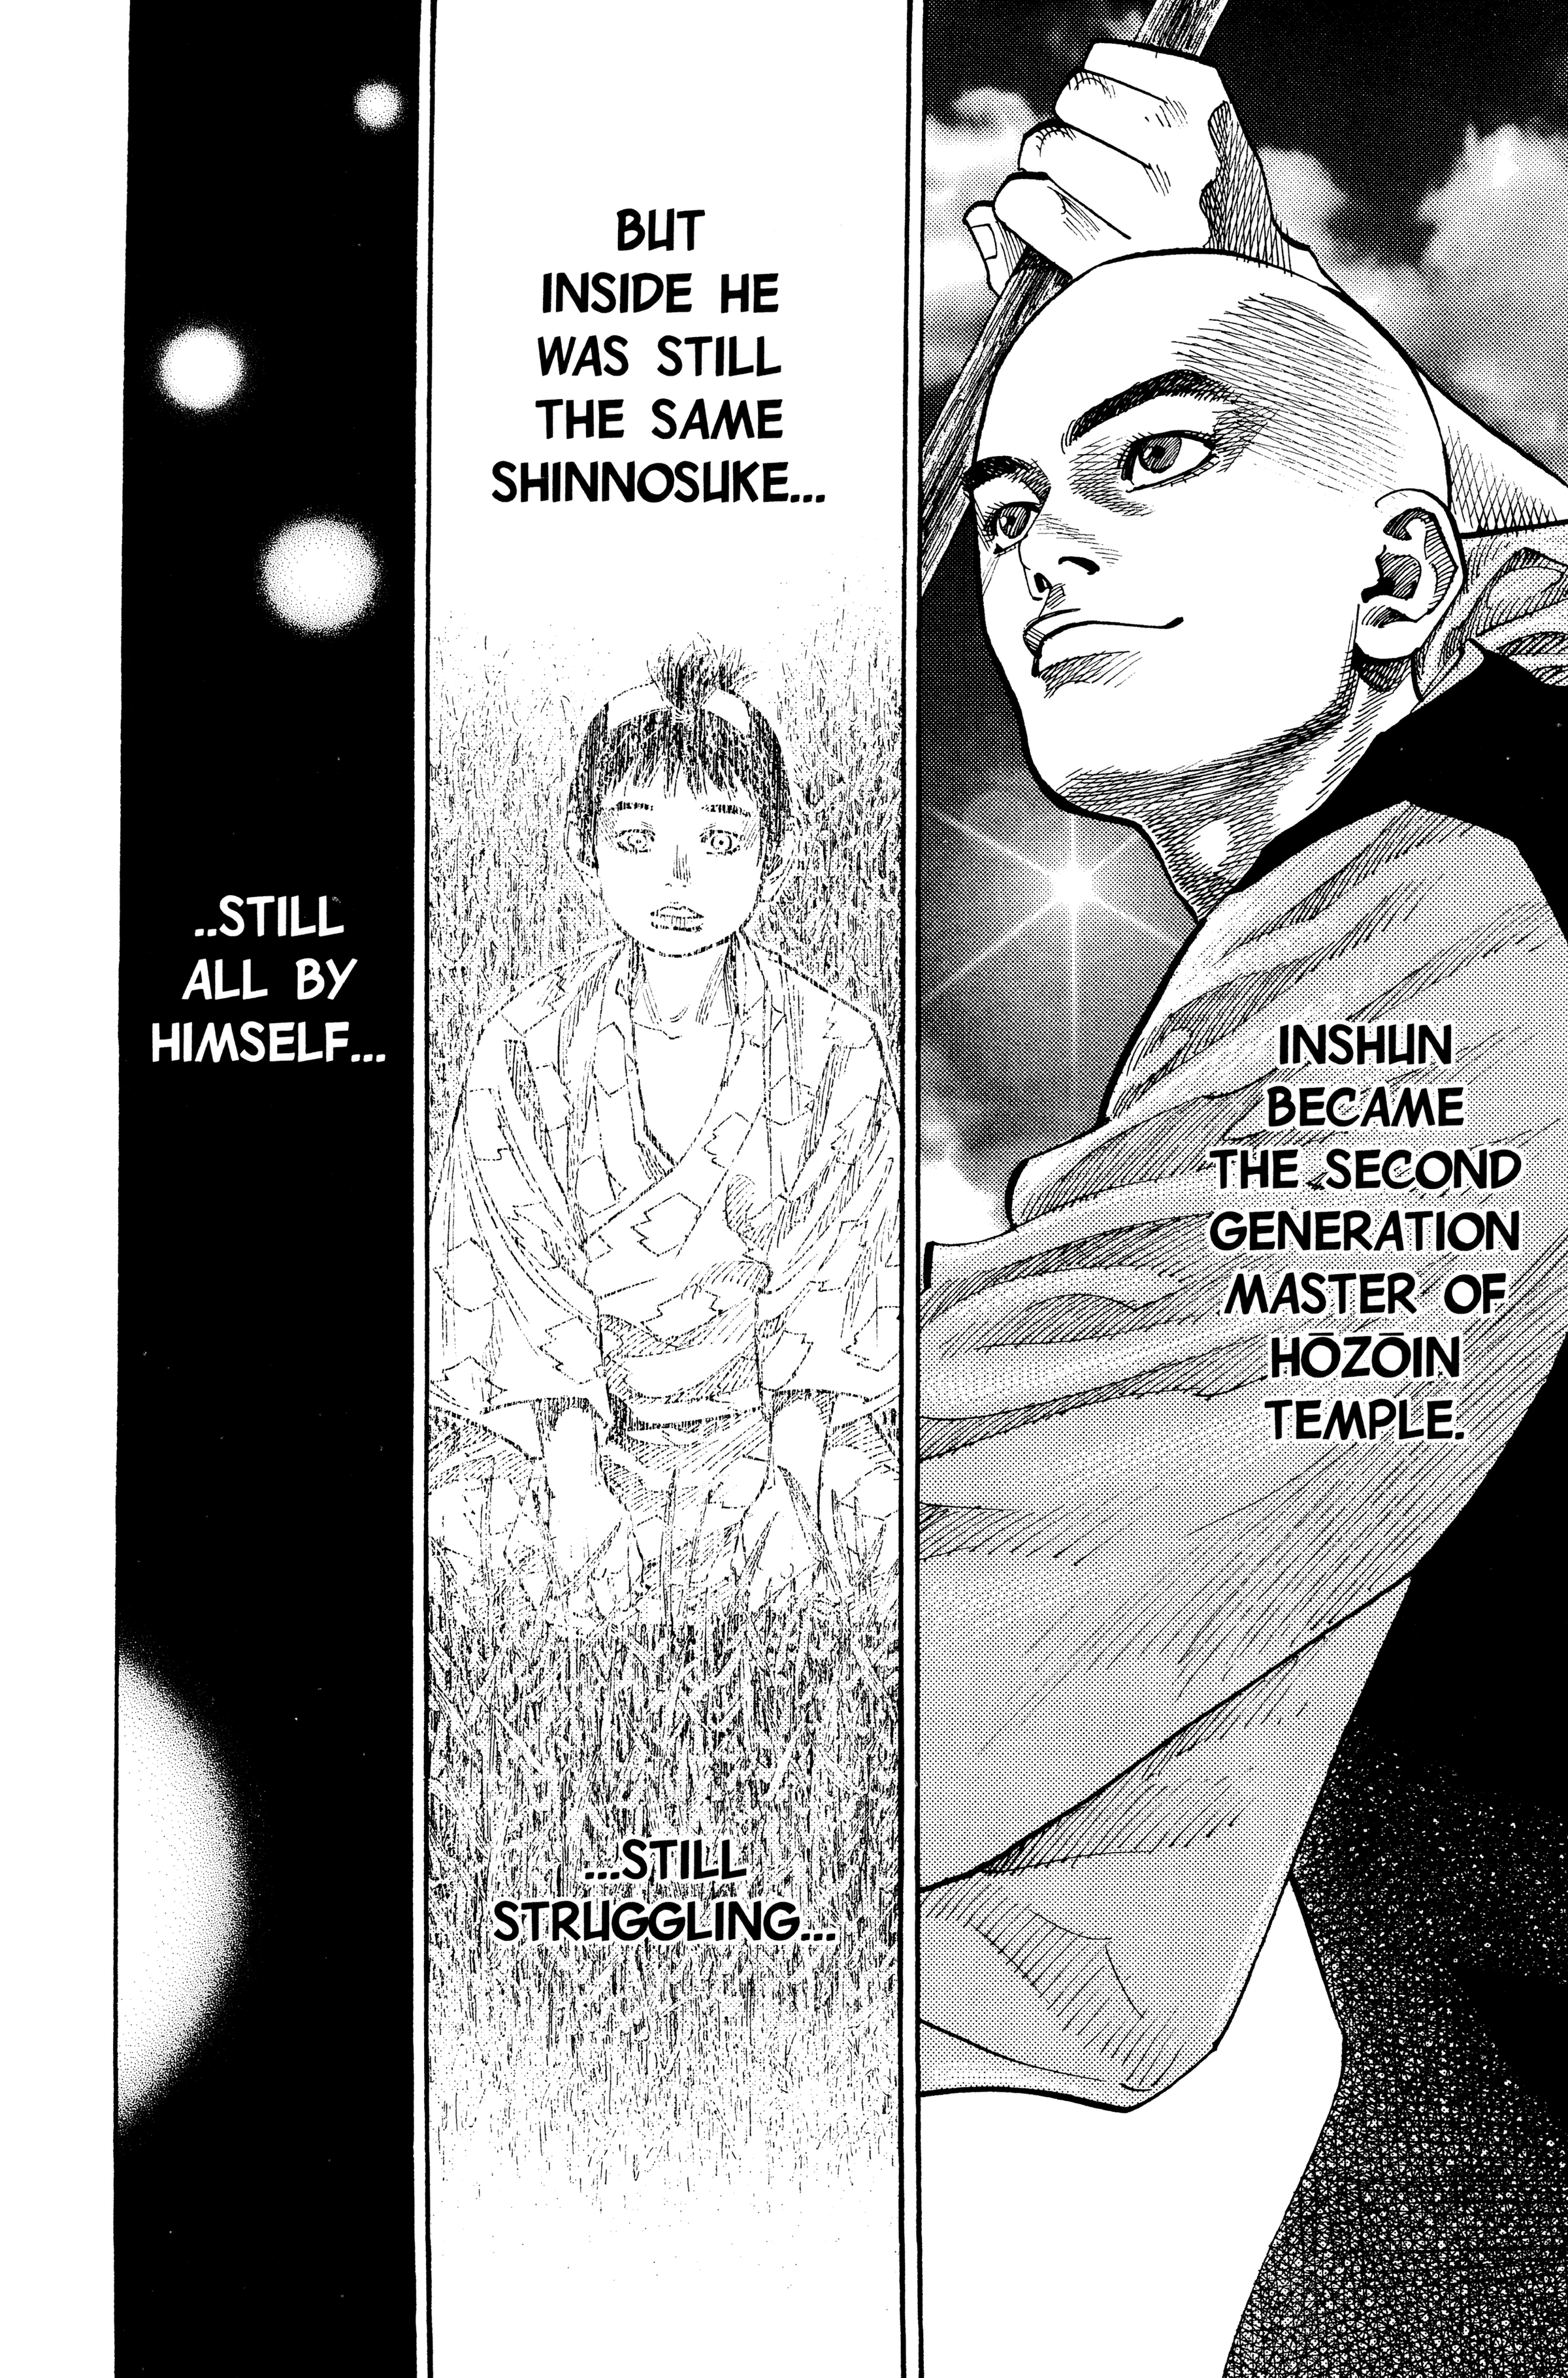 INSHUN
BECAME
THE SECOND
GENERATION
MASTER OF
HŌZŌIN
TEMPLE.
BUT
INSIDE HE
WAS STILL
THE SAME
SHINNOSUKE...
...STILL
STRUGGLING...
..STILL
ALL BY
HIMSELF...